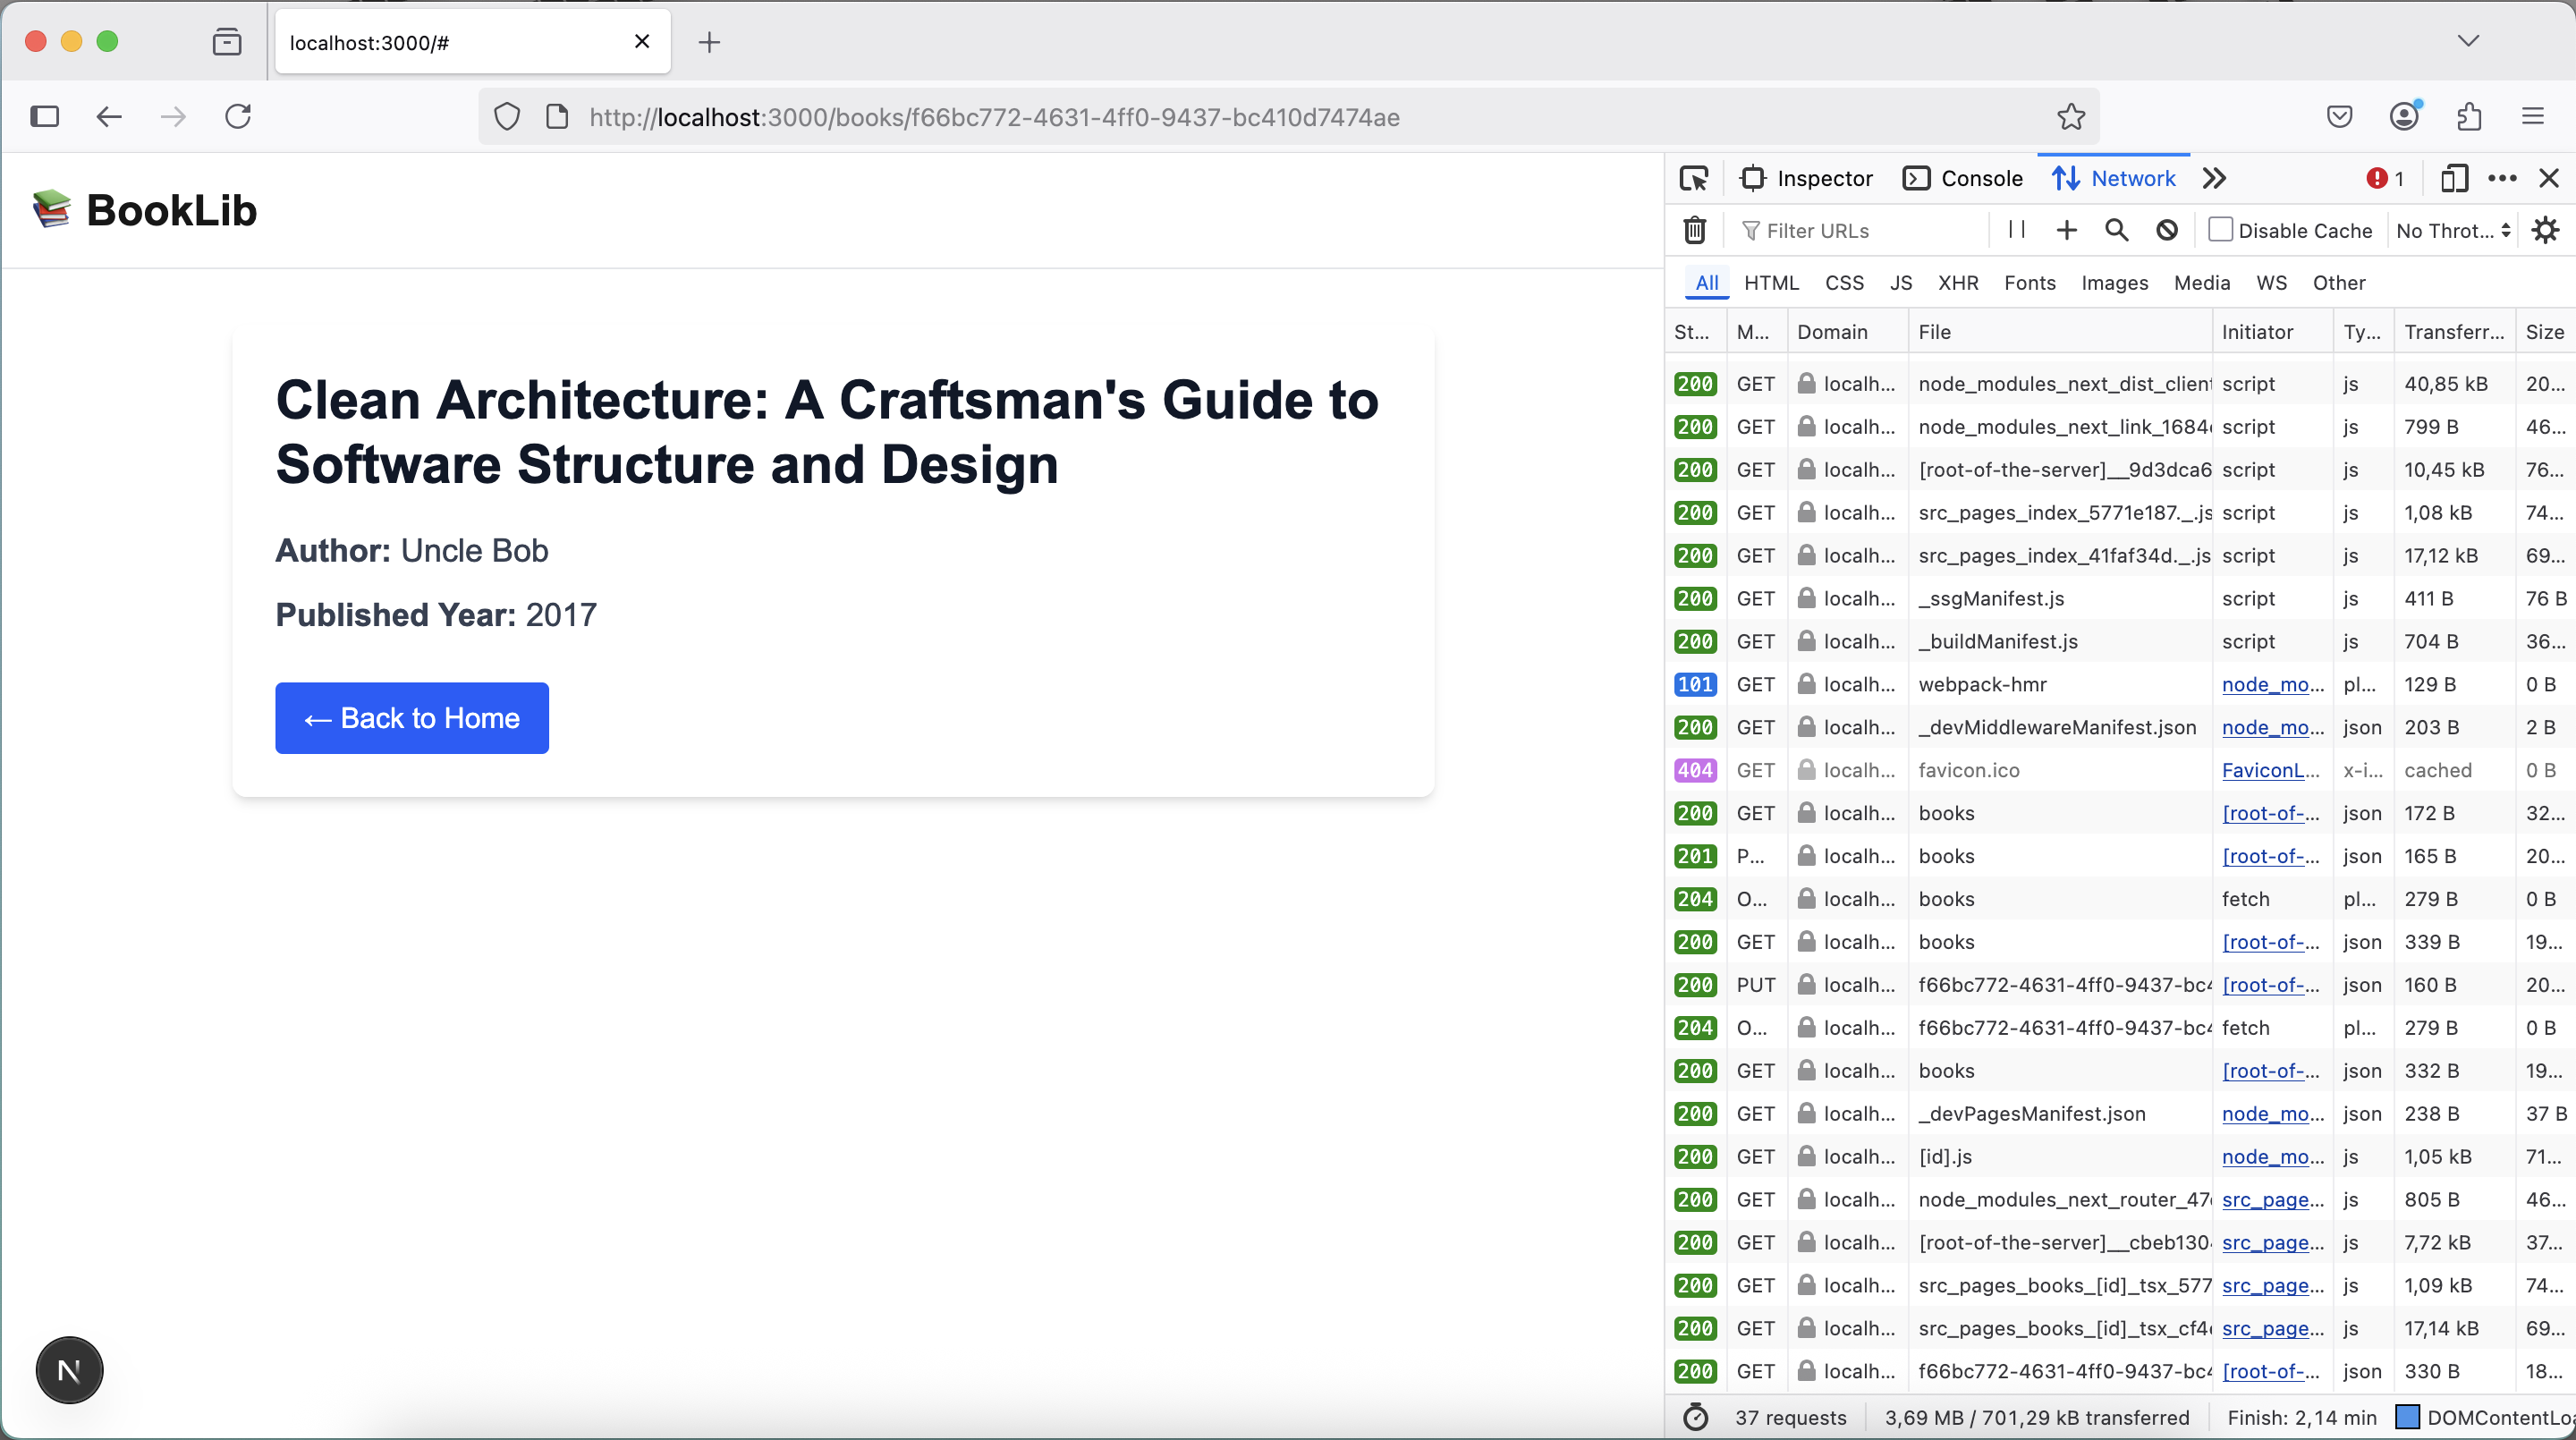 localhost:3000/#
http://localhost:3000/books/f66bc772-4631-4ff0-9437-bc410d7474ae
BookLib
Clean Architecture: A Craftsman's Guide to
Software Structure and Design
Author: Uncle Bob
Published Year: 2017
← Back to Home
N
Inspector Console Network 1
Filter URLs Disable Cache No Throt...
All HTML CSS JS XHR Fonts Images Media WS Other
St... M... Domain File Initiator Ty... Transferr... Size
200 GET localh... node_modules_next_dist_client script js 40,85 kB 20...
200 GET localh... node_modules_next_link_1684 script js 799 B 46...
200 GET localh... [root-of-the-server]__9d3dca6 script js 10,45 kB 76...
200 GET localh... src_pages_index_5771e187._.js script js 1,08 kB 74...
200 GET localh... src_pages_index_41faf34d._.js script js 17,12 kB 69...
200 GET localh... _ssgManifest.js script js 411 B 76 B
200 GET localh... _buildManifest.js script js 704 B 36...
101 GET localh... webpack-hmr node_mo... pl... 129 B 0 B
200 GET localh... _devMiddlewareManifest.json node_mo... json 203 B 2 B
404 GET localh... favicon.ico FaviconL... x-i... cached 0 B
200 GET localh... books [root-of-... json 172 B 32...
201 P... localh... books [root-of-... json 165 B 20...
204 O... localh... books fetch pl... 279 B 0 B
200 GET localh... books [root-of-... json 339 B 19...
200 PUT localh... f66bc772-4631-4ff0-9437-bc4 [root-of-... json 160 B 20...
204 O... localh... f66bc772-4631-4ff0-9437-bc4 fetch pl... 279 B 0 B
200 GET localh... books [root-of-... json 332 B 19...
200 GET localh... _devPagesManifest.json node_mo... json 238 B 37 B
200 GET localh... [id].js node_mo... js 1,05 kB 71...
200 GET localh... node_modules_next_router_47 src_page... js 805 B 46...
200 GET localh... [root-of-the-server]__cbeb130 src_page... js 7,72 kB 37...
200 GET localh... src_pages_books_[id]_tsx_577 src_page... js 1,09 kB 74...
200 GET localh... src_pages_books_[id]_tsx_cf4 src_page... js 17,14 kB 69...
200 GET localh... f66bc772-4631-4ff0-9437-bc4 [root-of-... json 330 B 18...
37 requests 3,69 MB / 701,29 kB transferred Finish: 2,14 min DOMContentLoa